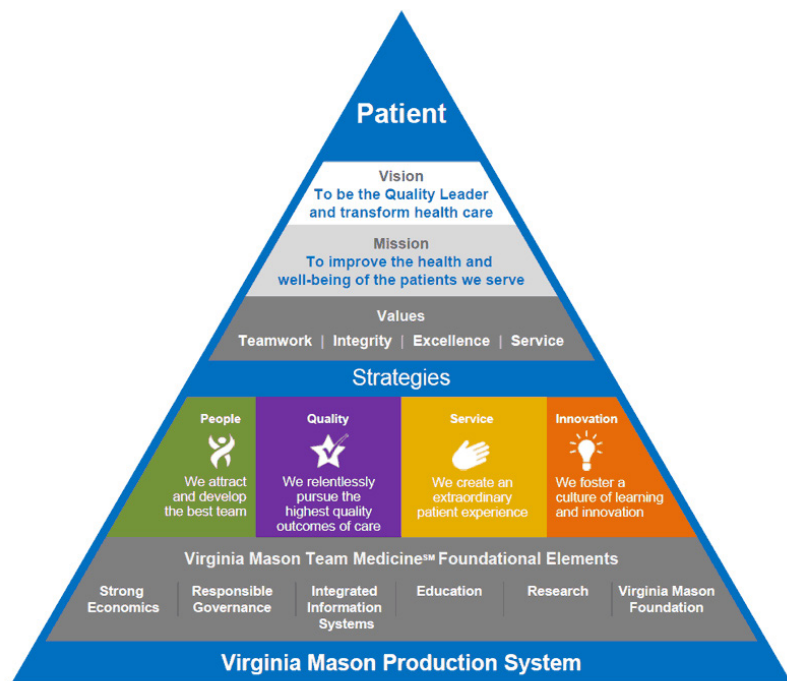 Patient
Vision
To be the Quality Leader
and transform health care
Mission
To improve the health and
well-being of the patients we serve
Values
Teamwork | Integrity | Excellence | Service
Strategies
People
We attract
and develop
the best team
Quality
We relentlessly
pursue the
highest quality
outcomes of care
Service
We create an
extraordinary
patient experience
Innovation
We foster a
culture of learning
and innovation
Virginia Mason Team Medicine℠ Foundational Elements
Strong
Economics
Responsible
Governance
Integrated
Information
Systems
Education
Research
Virginia Mason
Foundation
Virginia Mason Production System